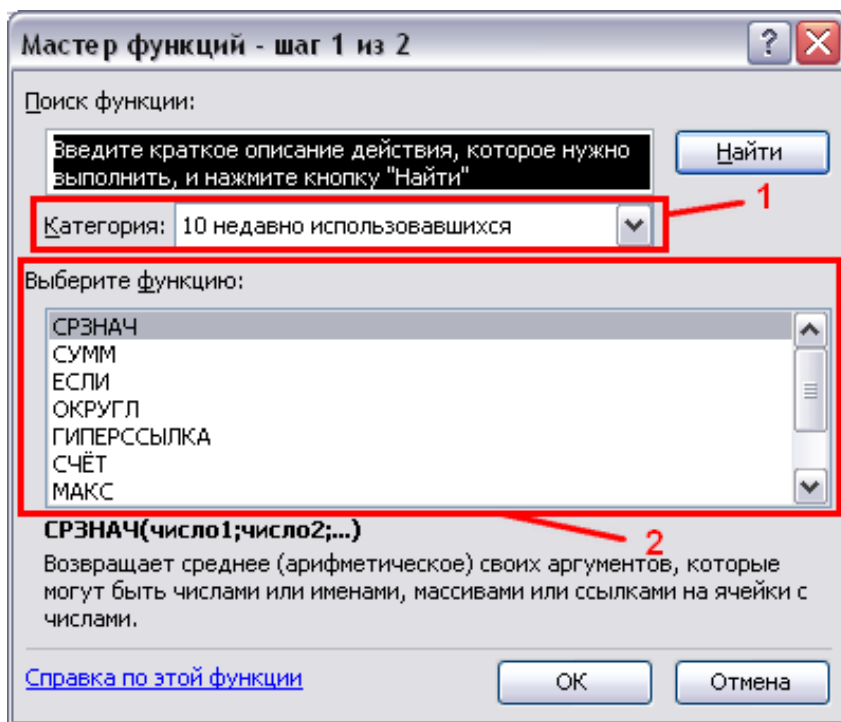 Мастер функций - шаг 1 из 2
Поиск функции:
Введите краткое описание действия, которое нужно
выполнить, и нажмите кнопку "Найти"
Найти
1
Категория: 10 недавно использовавшихся
Выберите функцию:
СРЗНАЧ
СУММ
ЕСЛИ
ОКРУГЛ
ГИПЕРССЫЛКА
СЧЁТ
МАКС
2
СРЗНАЧ(число1;число2;...)
Возвращает среднее (арифметическое) своих аргументов, которые
могут быть числами или именами, массивами или ссылками на ячейки с
числами.
Справка по этой функции
ОК
Отмена